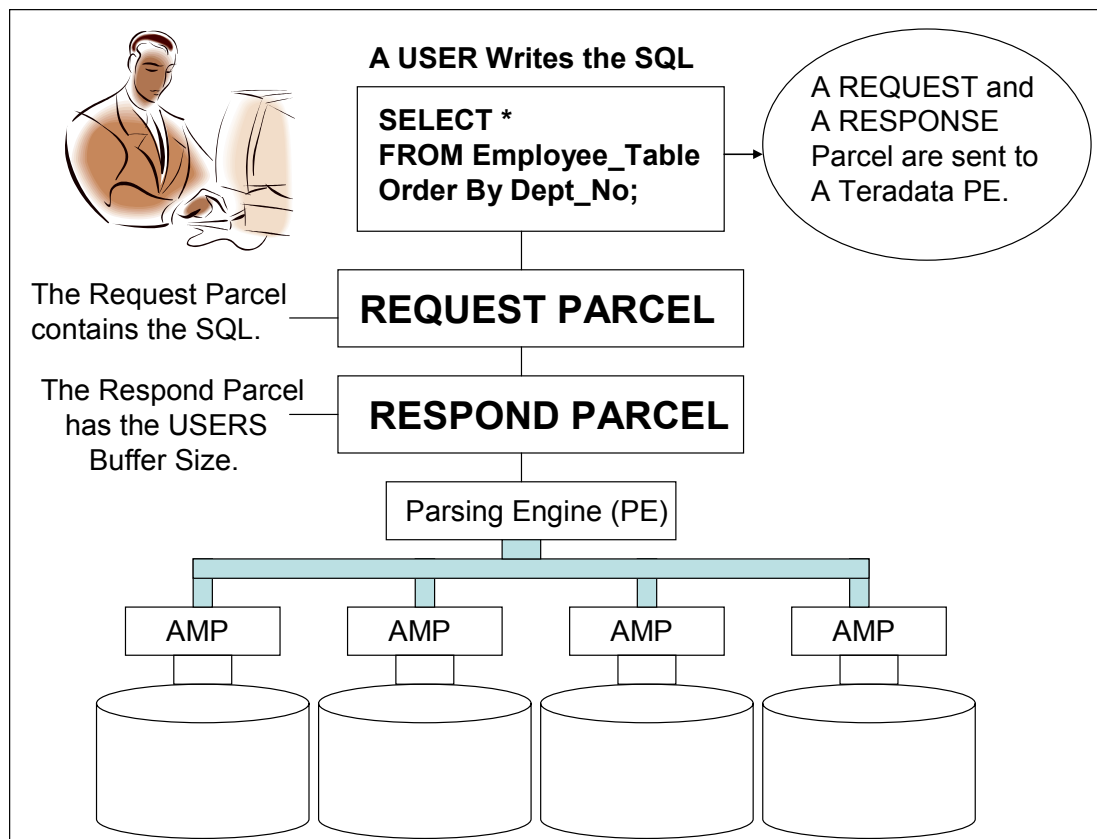 A USER Writes the SQL
SELECT *
FROM Employee_Table
Order By Dept_No;
A REQUEST and
A RESPONSE
Parcel are sent to
A Teradata PE.
The Request Parcel
contains the SQL.
REQUEST PARCEL
The Respond Parcel
has the USERS
Buffer Size.
RESPOND PARCEL
Parsing Engine (PE)
AMP
AMP
AMP
AMP